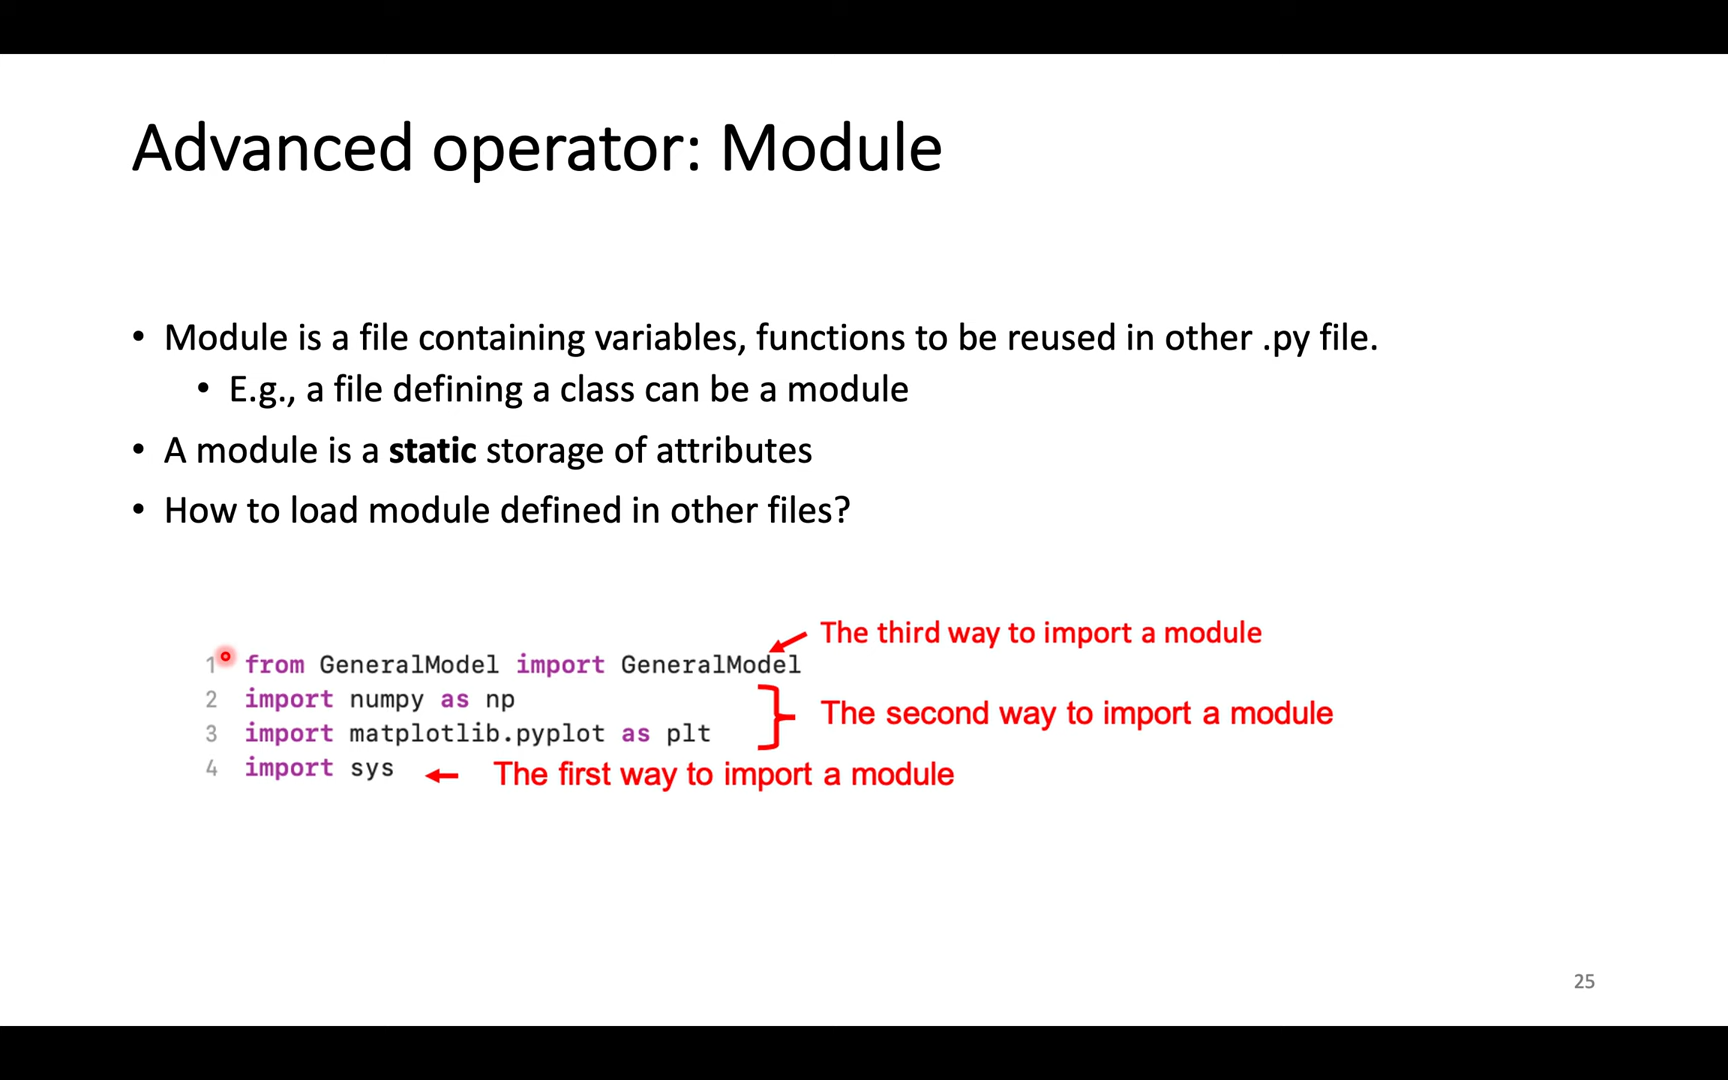 Advanced operator: Module
• Module is a file containing variables, functions to be reused in other .py file.
• E.g., a file defining a class can be a module
• A module is a static storage of attributes
• How to load module defined in other files?
The third way to import a module
1 from GeneralModel import GeneralModel
2 import numpy as np
The second way to import a module
3 import matplotlib.pyplot as plt
4 import sys
The first way to import a module
25